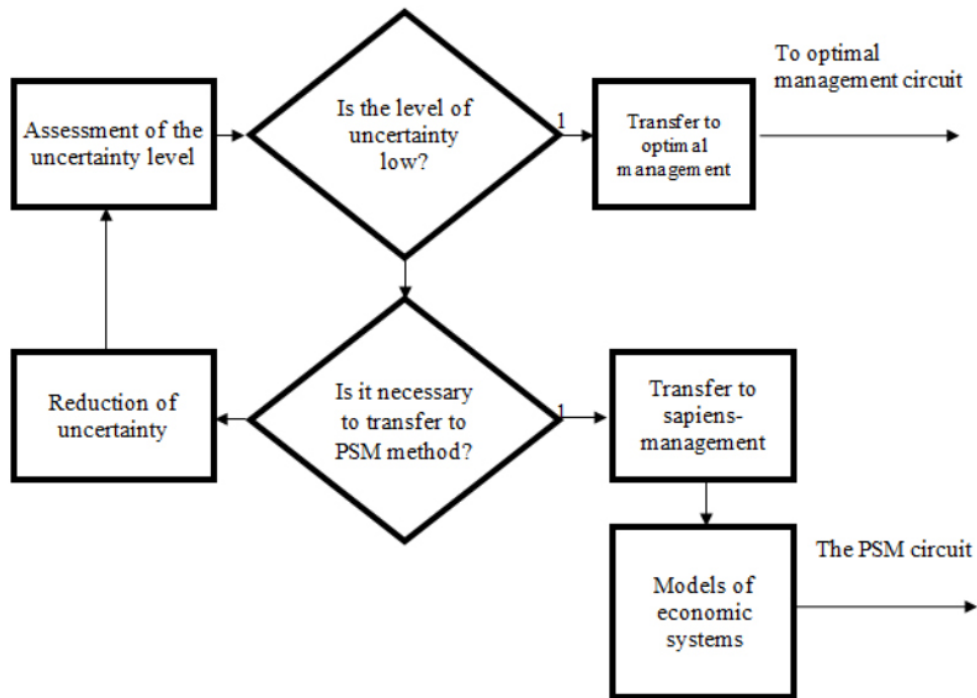 Assessment of the
uncertainty level
Is the level of
uncertainty
low?
1
Transfer to
optimal
management
To optimal
management circuit
Reduction of
uncertainty
Is it necessary
to transfer to
PSM method?
1
Transfer to
sapiens-
management
Models of
economic
systems
The PSM circuit